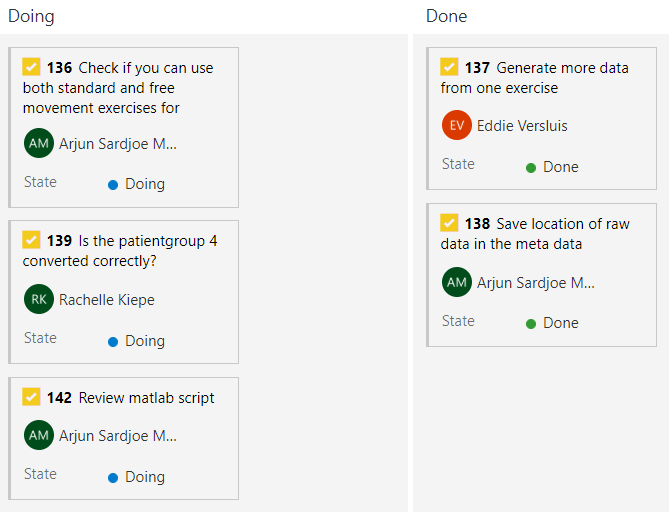 Doing
136 Check if you can use
both standard and free
movement exercises for
AM Arjun Sardjoe M...
State Doing
139 Is the patientgroup 4
converted correctly?
RK Rachelle Kiepe
State Doing
142 Review matlab script
AM Arjun Sardjoe M...
State Doing
Done
137 Generate more data
from one exercise
EV Eddie Versluis
State Done
138 Save location of raw
data in the meta data
AM Arjun Sardjoe M...
State Done